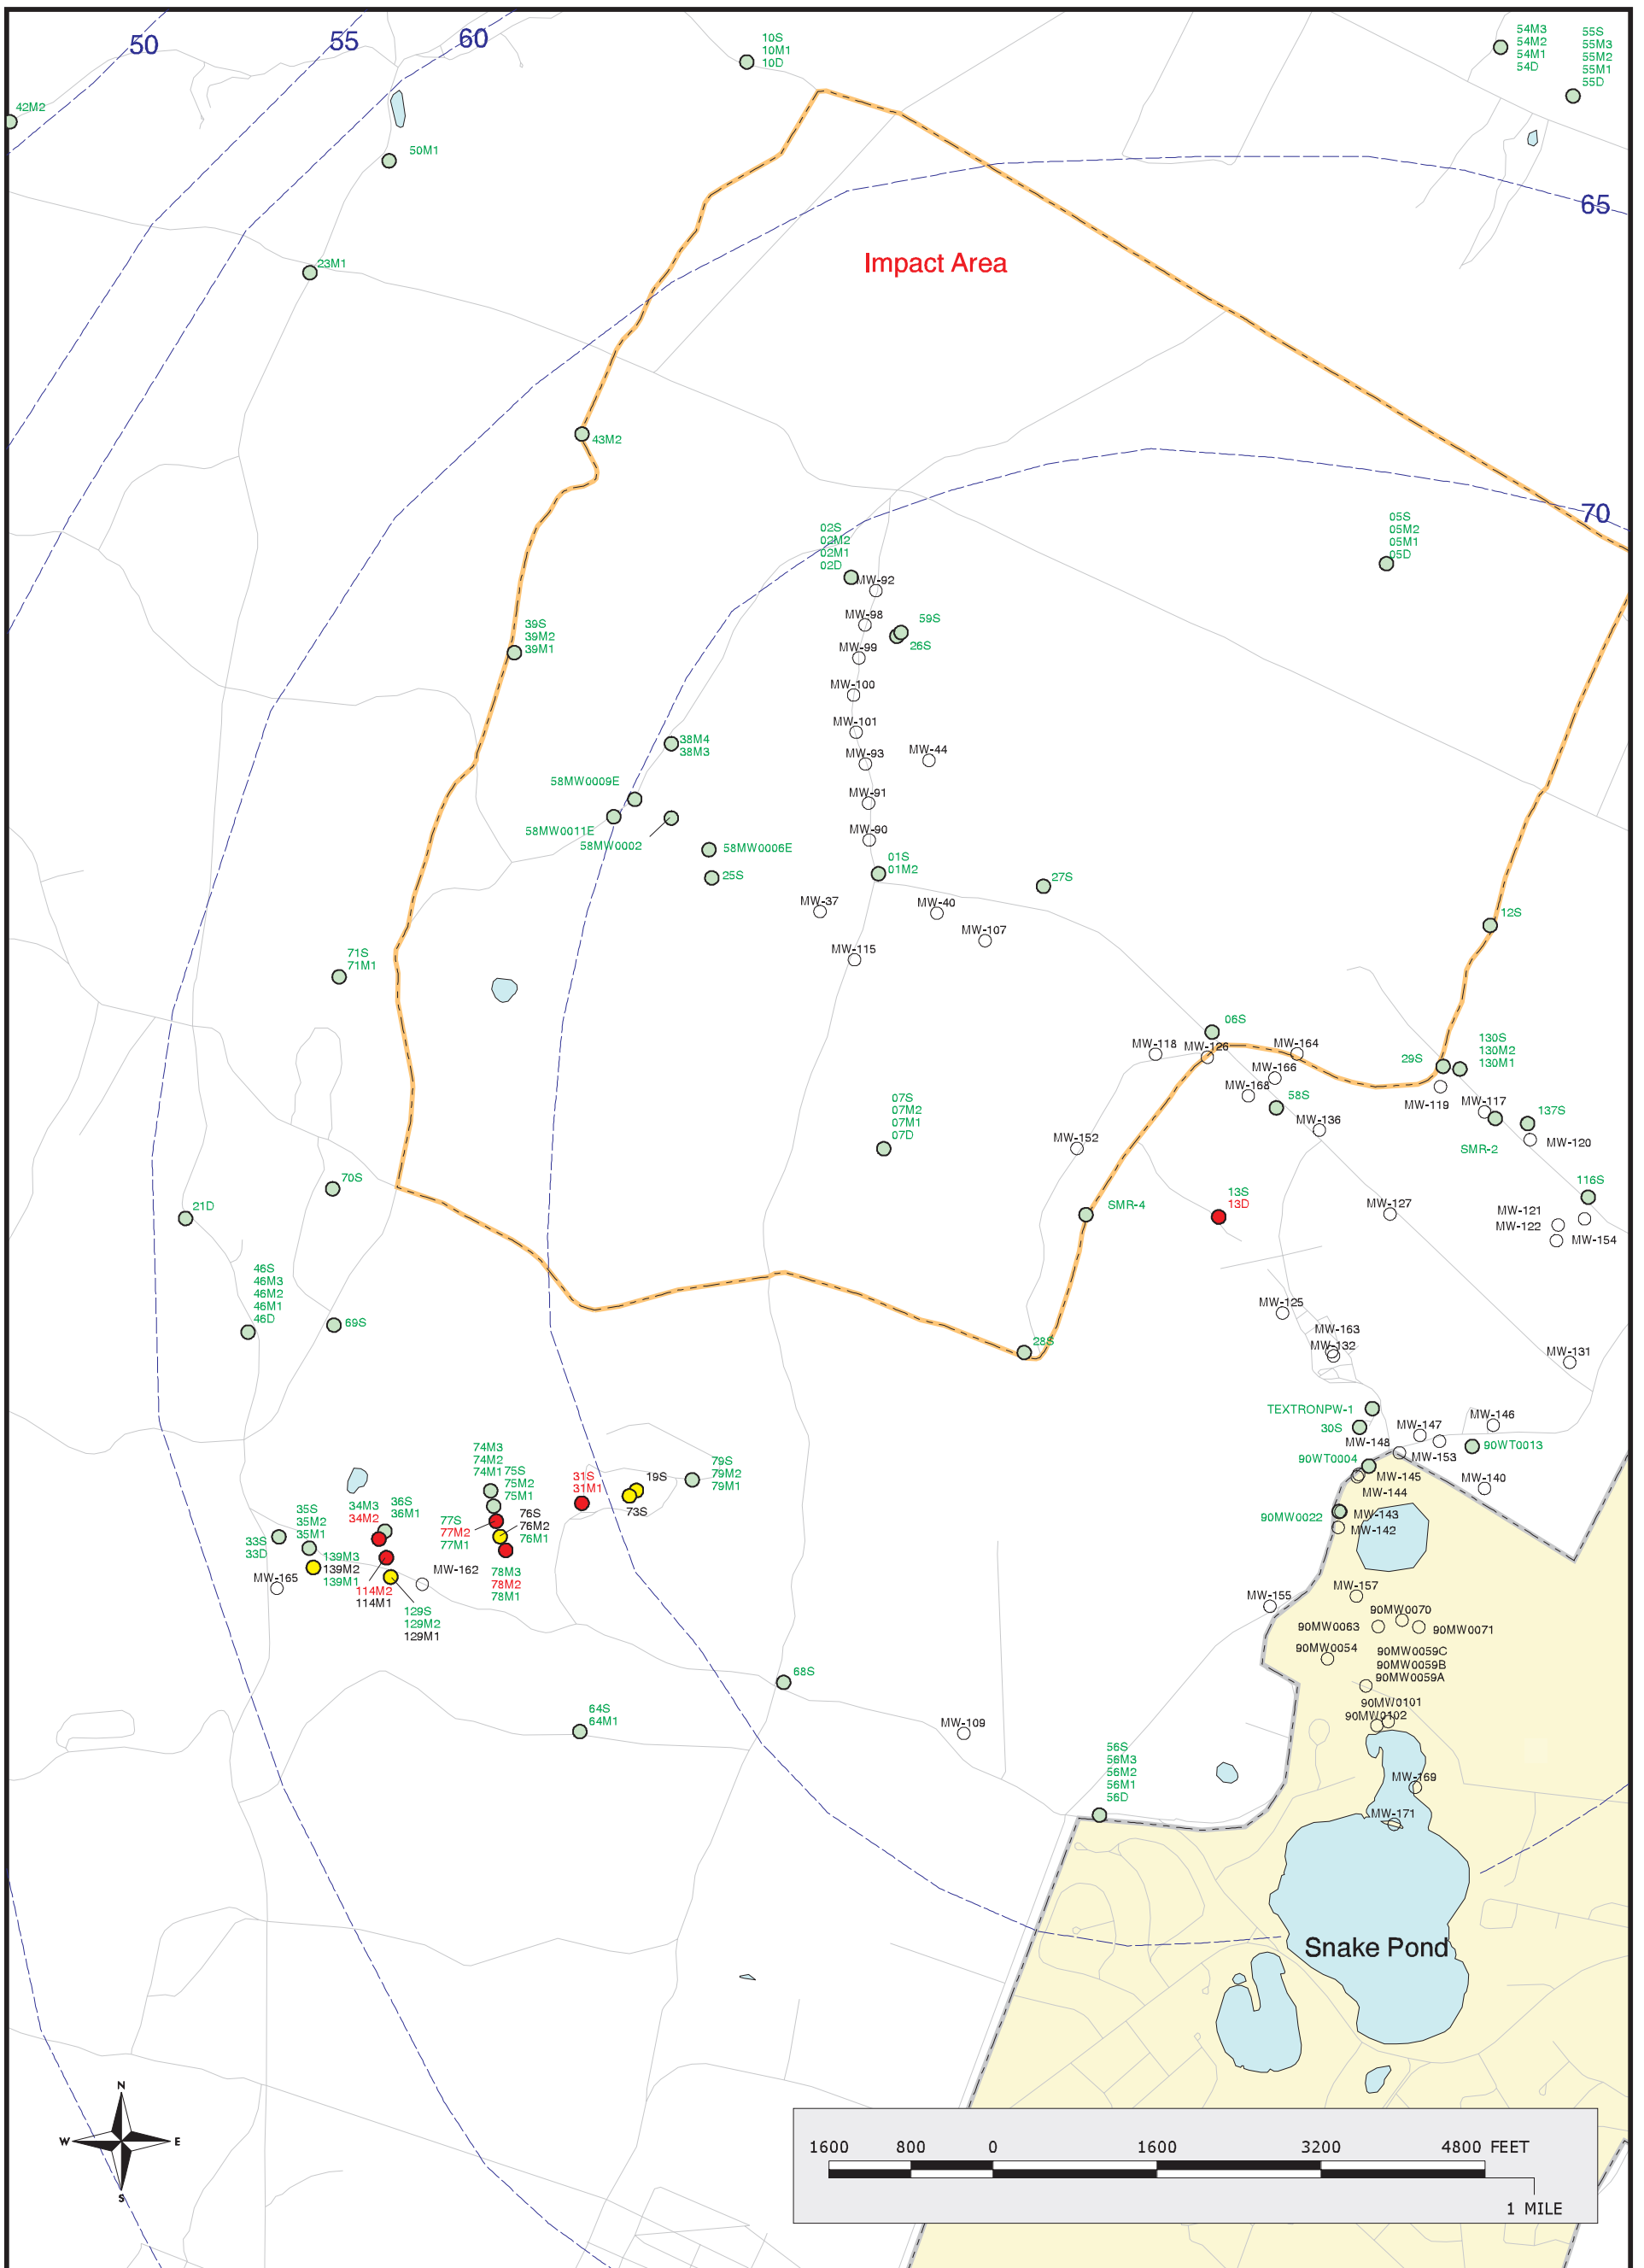 50
55
60
10S
10M1
10D
54M3
54M2
54M1
54D
55S
55M3
55M2
55M1
55D
42M2
50M1
65
23M1
Impact Area
43M2
70
02S
02M2
02M1
02D
05S
05M2
05M1
05D
MW-92
MW-98
59S
26S
39S
39M2
39M1
MW-99
MW-100
MW-101
38M4
38M3
MW-93
MW-44
58MW0009E
MW-91
58MW0011E
58MW0002
MW-90
58MW0006E
01S
01M2
25S
27S
MW-37
MW-40
12S
MW-107
MW-115
71S
71M1
06S
MW-118
MW-126
MW-164
29S
130S
130M2
130M1
MW-166
MW-168
58S
MW-119
MW-117
137S
07S
07M2
07M1
07D
MW-136
MW-152
MW-120
SMR-2
70S
116S
13S
13D
SMR-4
MW-127
21D
MW-121
MW-122
MW-154
46S
46M3
46M2
46M1
46D
69S
MW-125
MW-163
MW-132
28S
MW-131
TEXTRONPW-1
30S
MW-146
MW-147
MW-148
90WT0013
MW-153
90WT0004
MW-145
MW-140
MW-144
74M3
74M2
74M1
75S
75M2
75M1
31S
31M1
19S
73S
79S
79M2
79M1
34M3
34M2
36S
36M1
35S
35M2
35M1
77S
77M2
77M1
76S
76M2
76M1
90MW0022
MW-143
MW-142
33S
33D
139M3
139M2
139M1
MW-165
MW-162
114M2
114M1
78M3
78M2
78M1
129S
129M2
129M1
MW-155
MW-157
90MW0070
90MW0063
90MW0071
90MW0054
90MW0059C
90MW0059B
90MW0059A
68S
64S
64M1
90MW0101
90MW0102
MW-109
56S
56M3
56M2
56M1
56D
MW-169
MW-171
Snake Pond
N
W
E
S
1600 800 0 1600 3200 4800 FEET
1 MILE